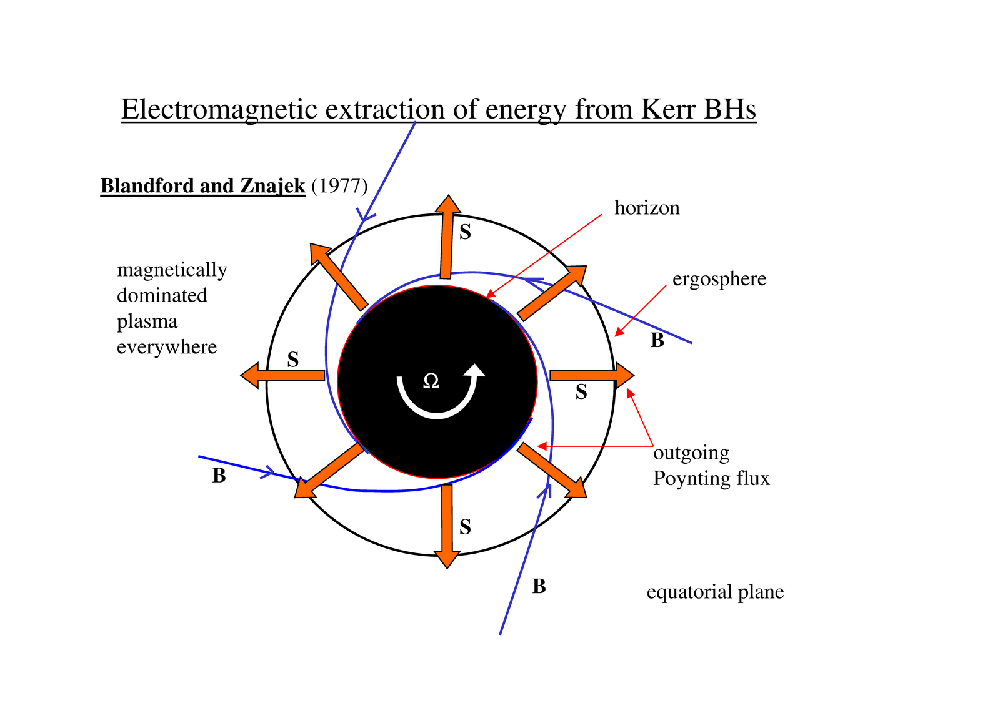 Electromagnetic extraction of energy from Kerr BHs
Blandford and Znajek (1977)
horizon
S
magnetically
dominated
plasma
everywhere
ergosphere
B
S
Ω
S
outgoing
Poynting flux
B
S
B
equatorial plane